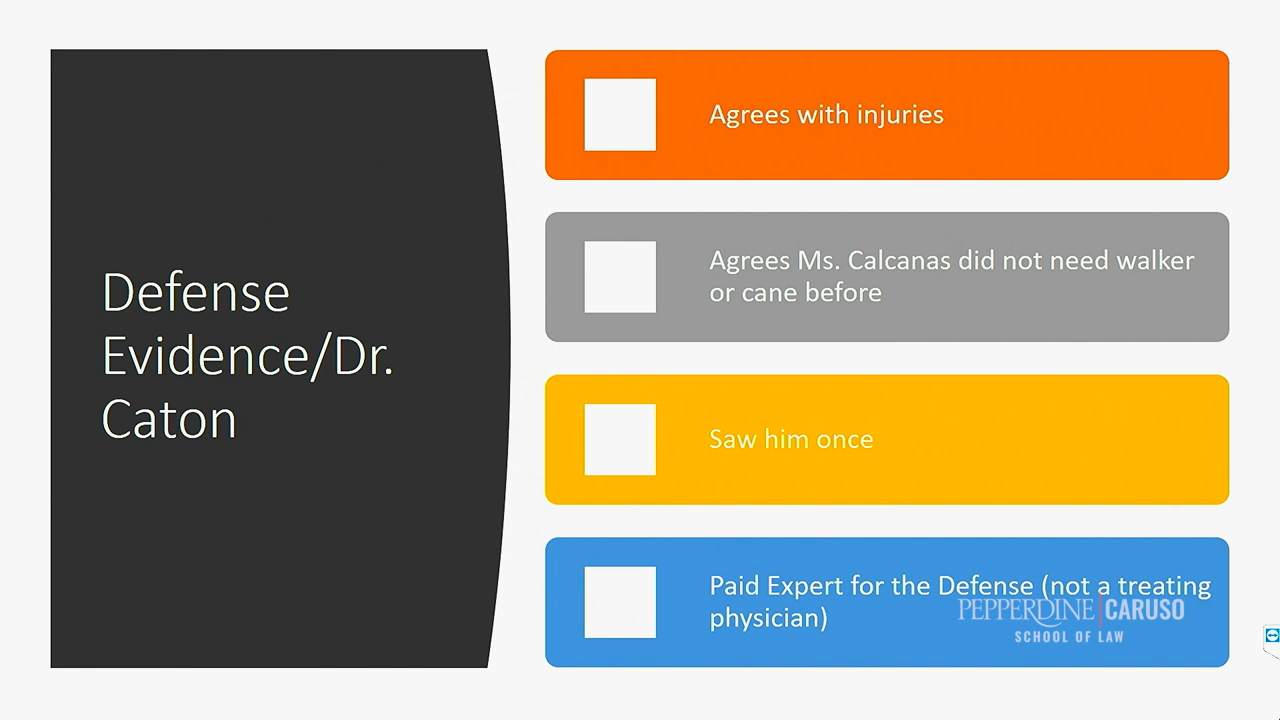 Defense
Evidence/Dr.
Caton
Agrees with injuries
Agrees Ms. Calcanas did not need walker
or cane before
Saw him once
Paid Expert for the Defense (not a treating
physician)
PEPPERDINE CARUSO
SCHOOL OF LAW